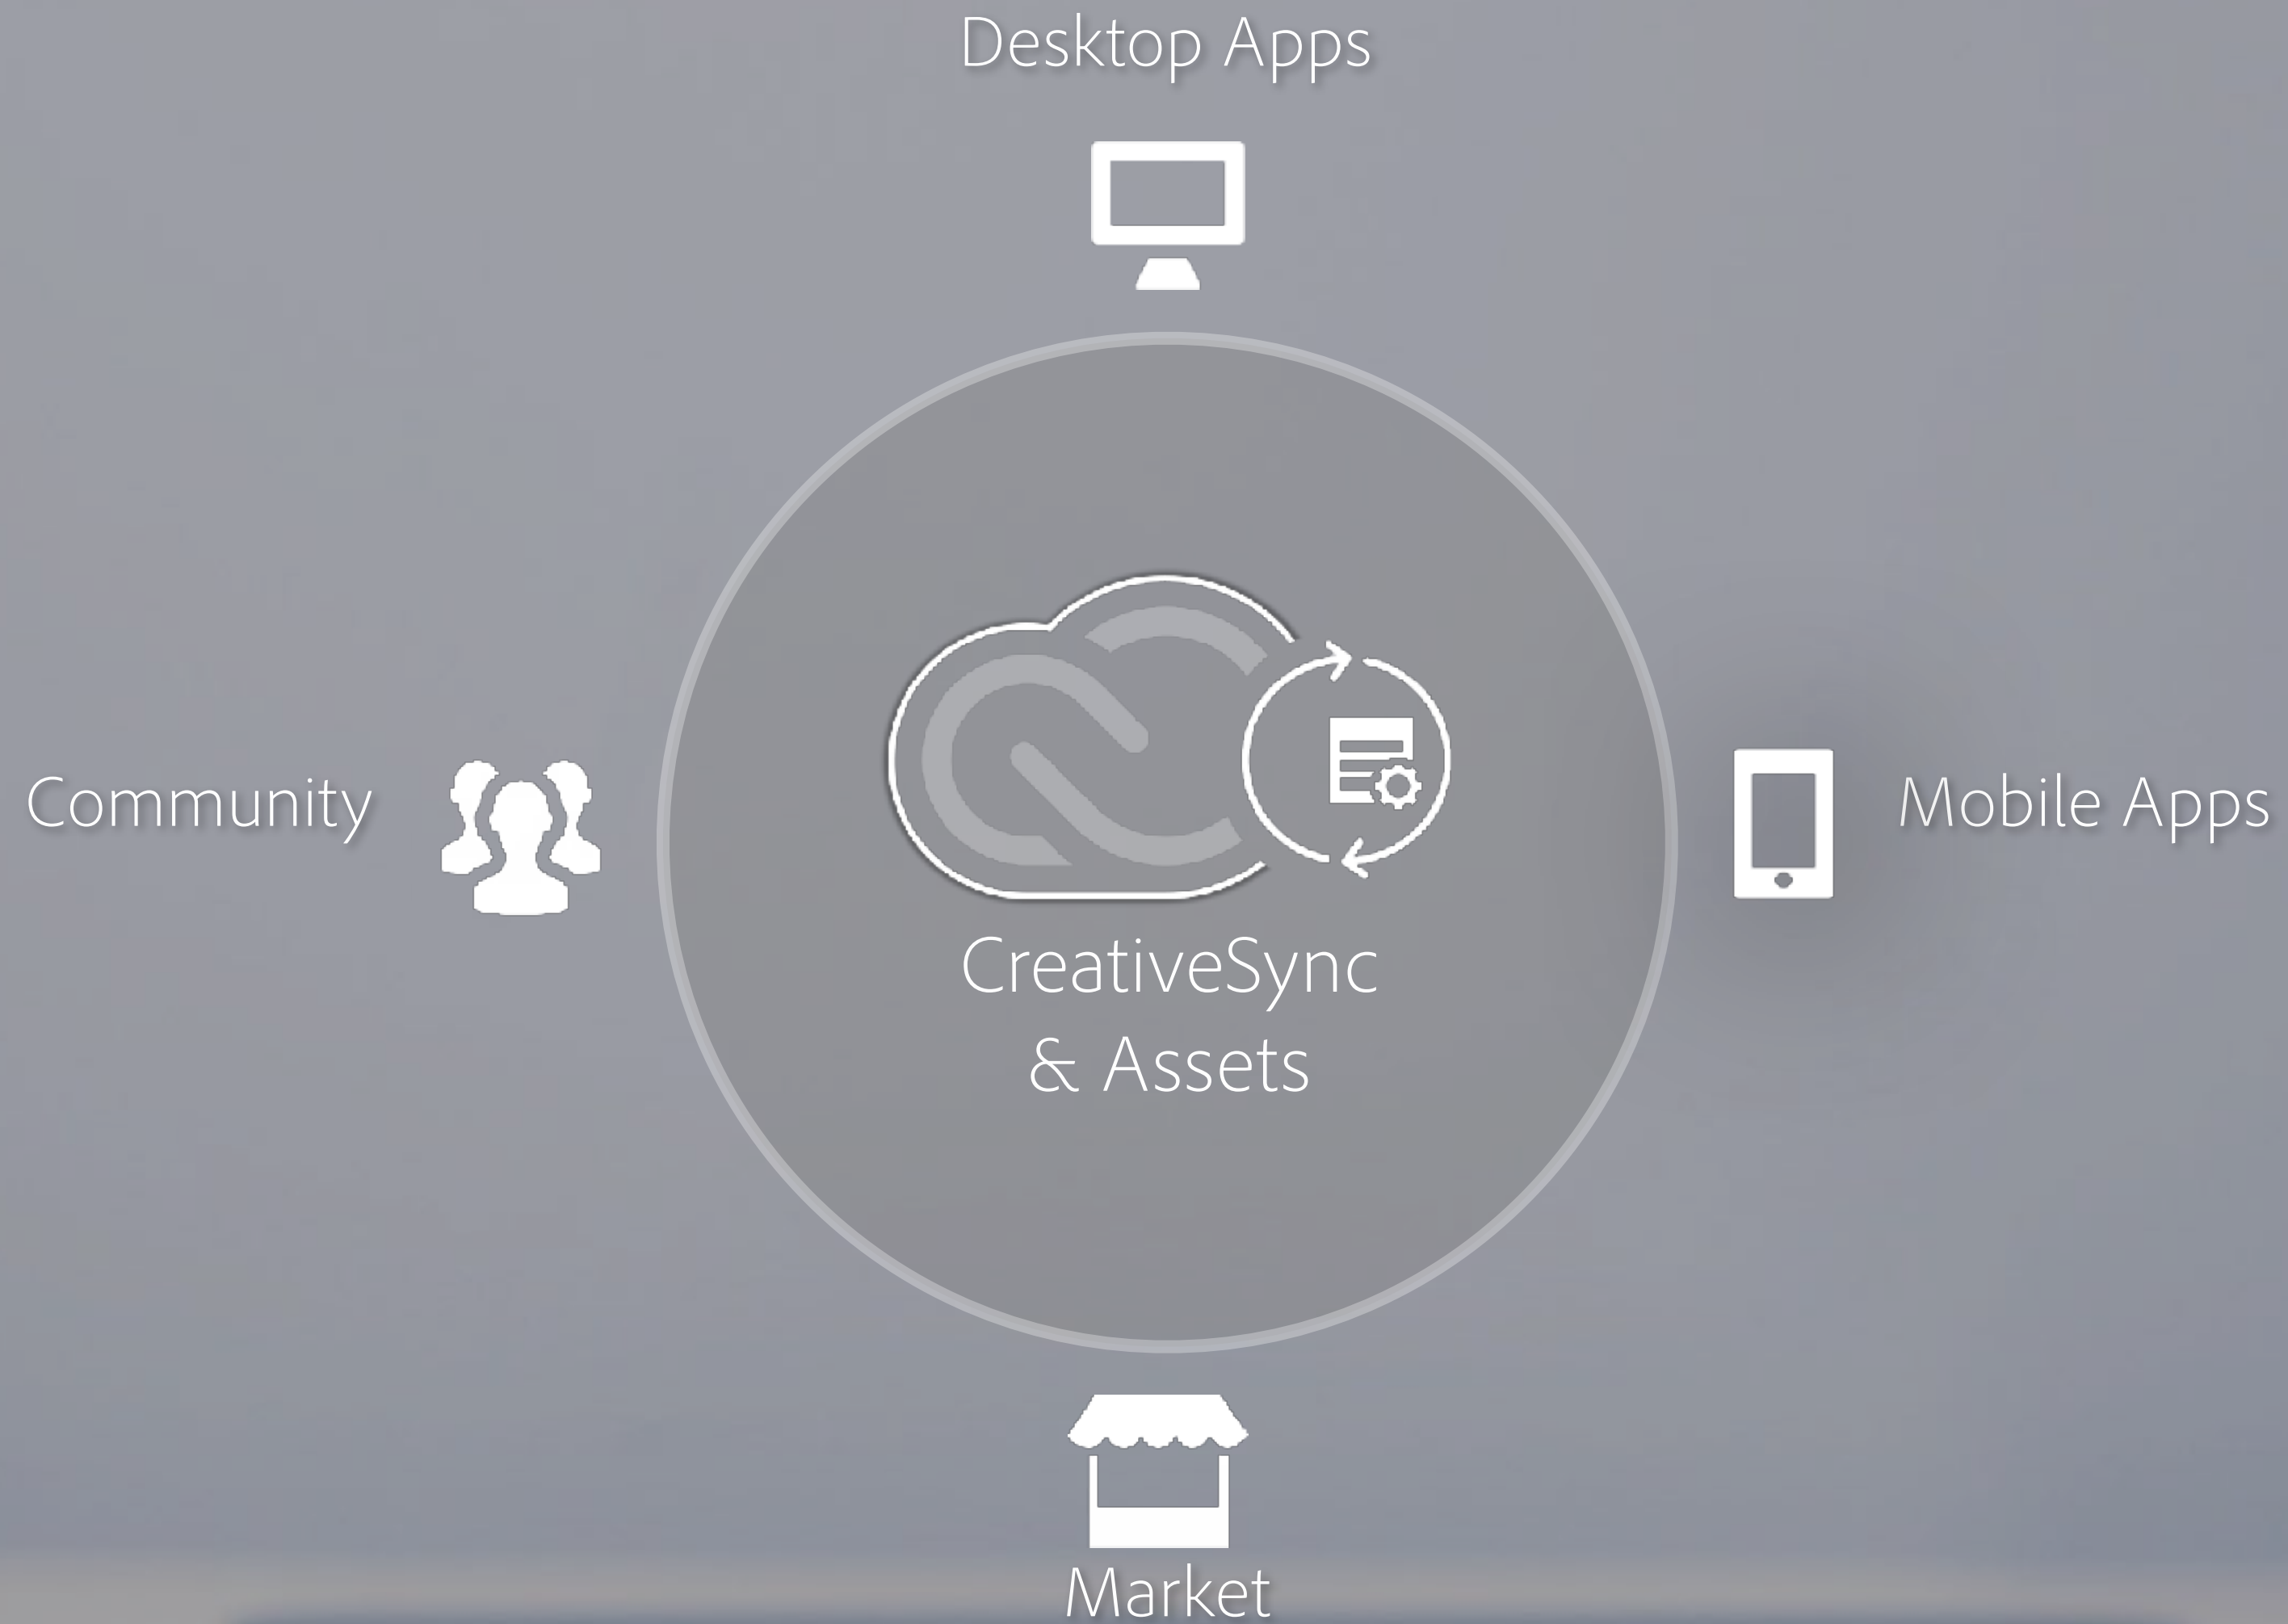 Desktop Apps
Community
Mobile Apps
CreativeSync
& Assets
Market